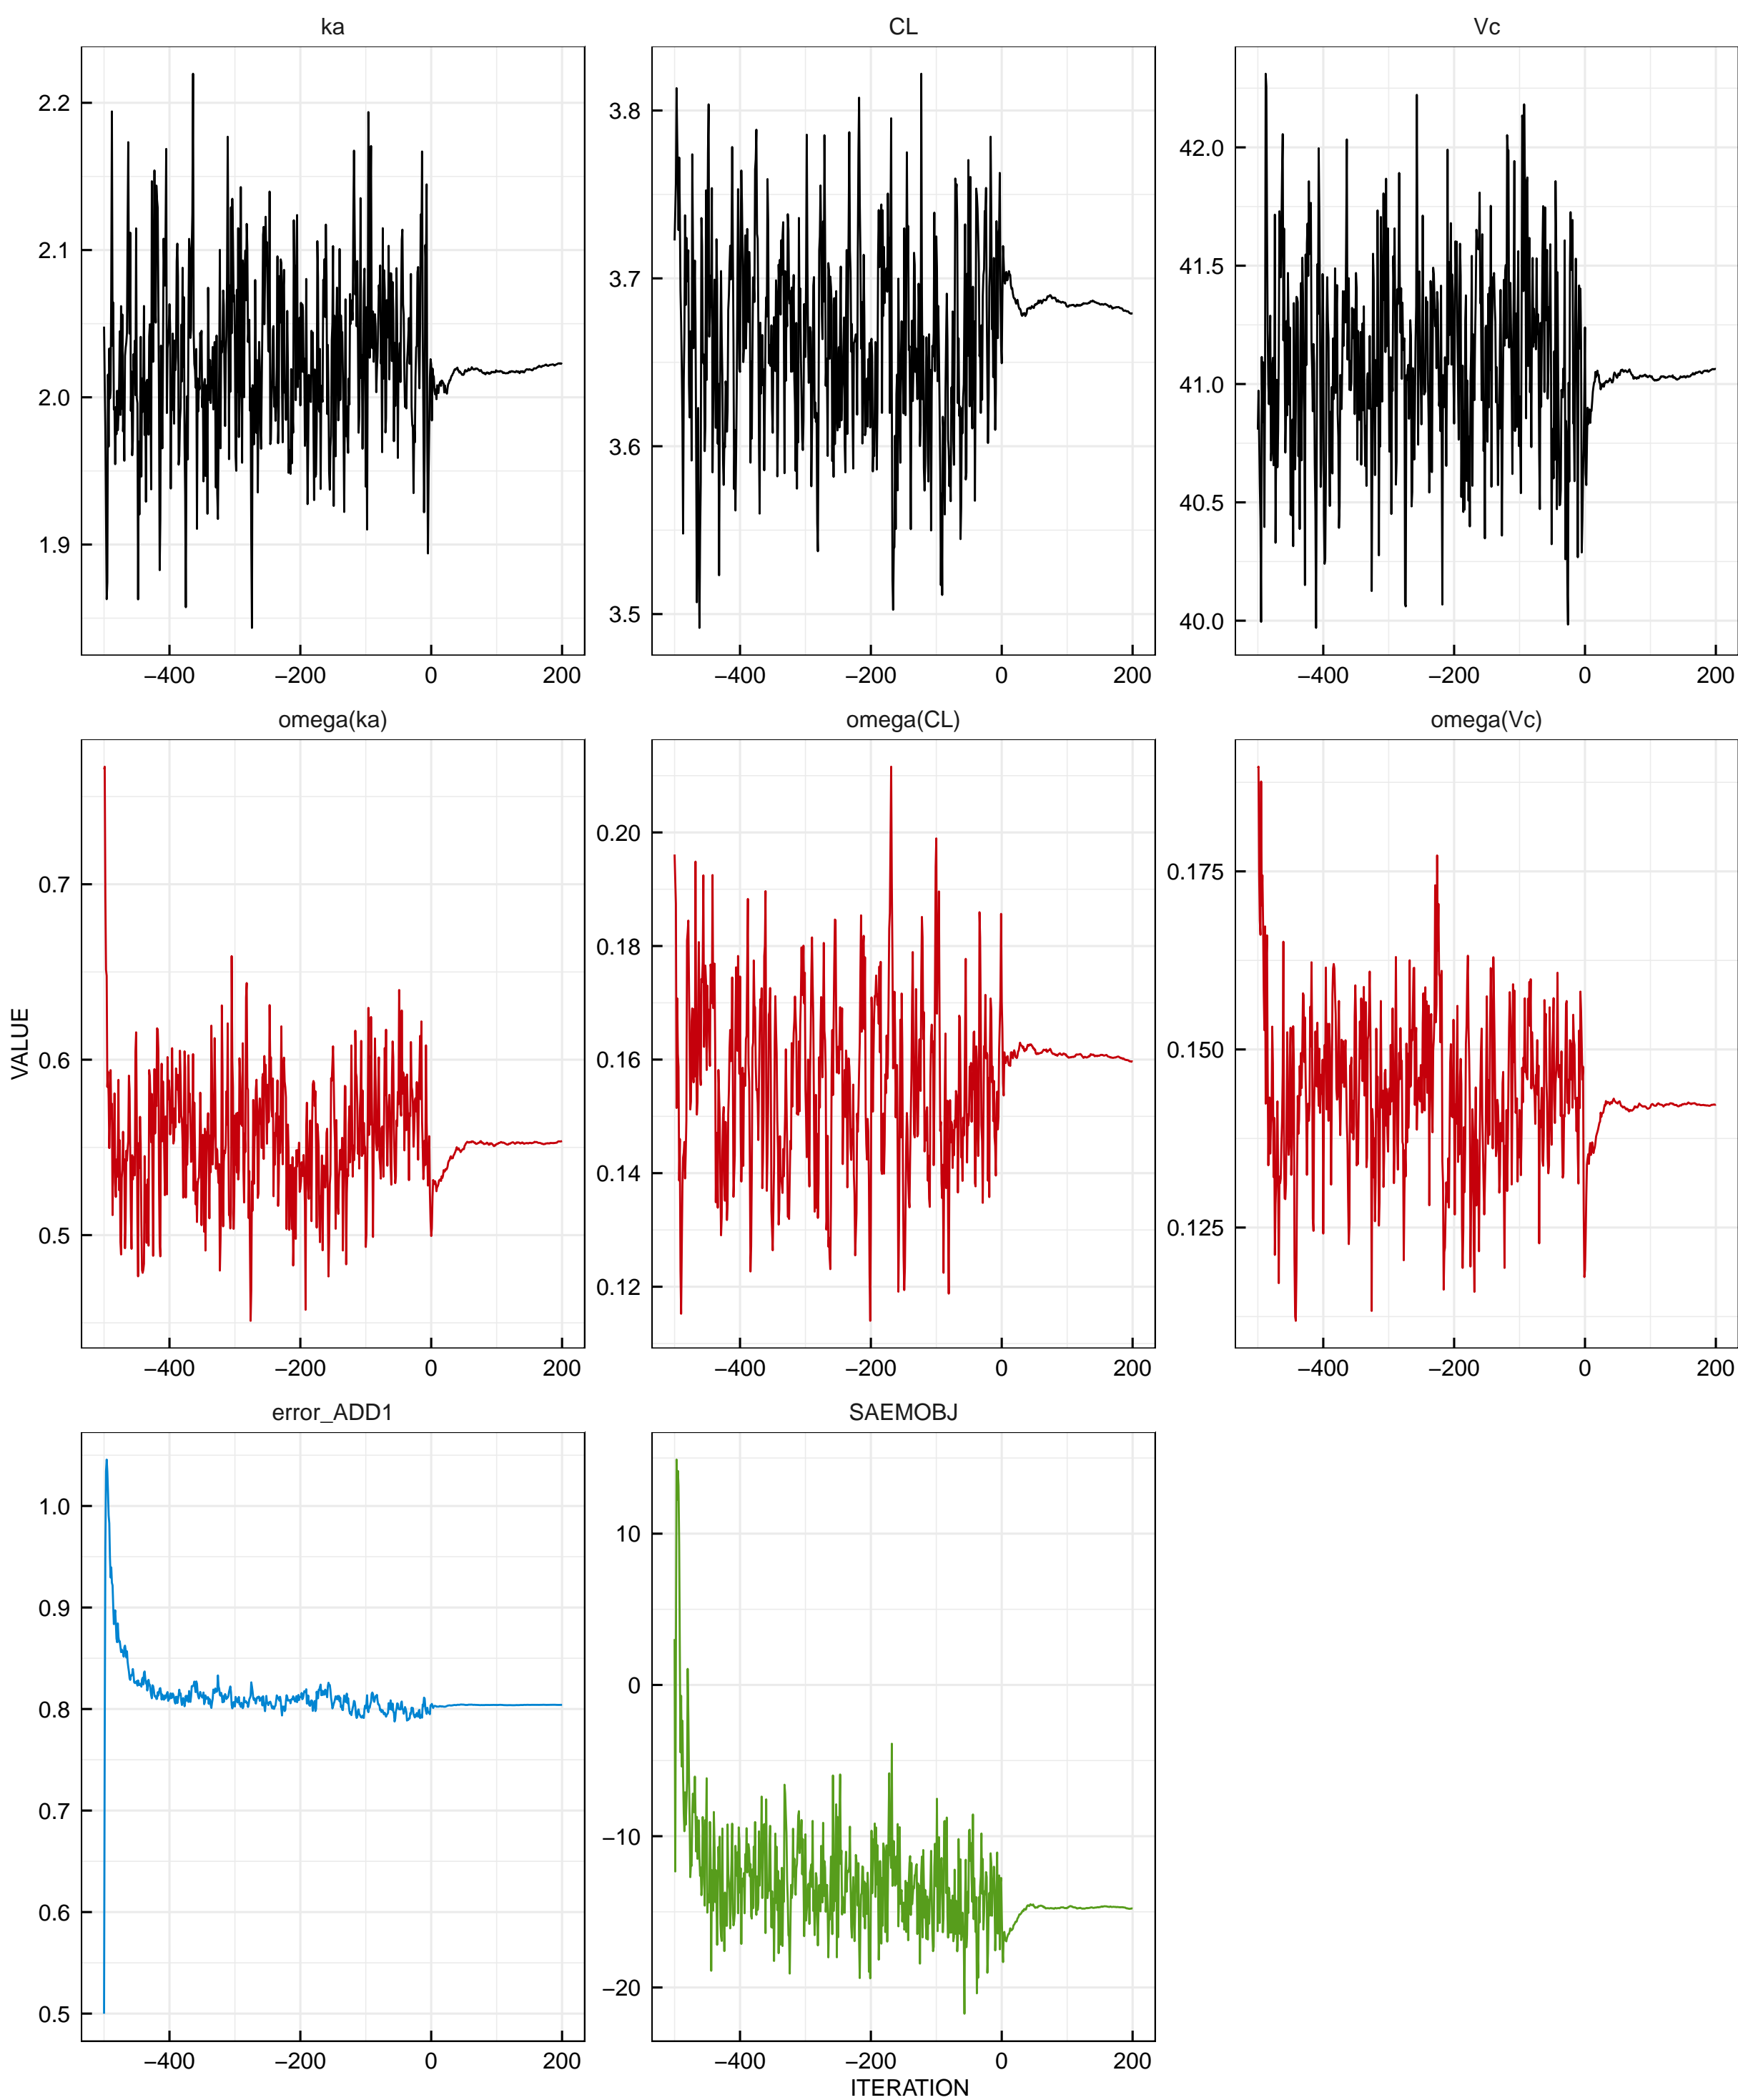 ka
CL
Vc
2.2
2.1
2.0
1.9
3.8
3.7
3.6
3.5
42.0
41.5
41.0
40.5
40.0
−400 −200 0 200
−400 −200 0 200
−400 −200 0 200
omega(ka)
omega(CL)
omega(Vc)
VALUE
0.7
0.6
0.5
0.20
0.18
0.16
0.14
0.12
0.175
0.150
0.125
−400 −200 0 200
−400 −200 0 200
−400 −200 0 200
error_ADD1
SAEMOBJ
1.0
0.9
0.8
0.7
0.6
0.5
10
0
−10
−20
−400 −200 0 200
−400 −200 0 200
ITERATION